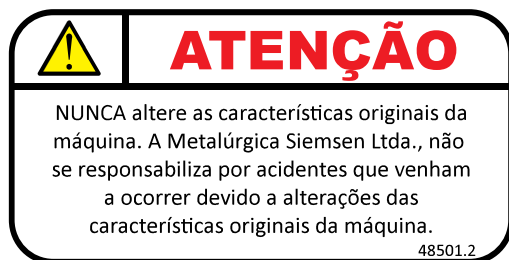 ATENÇÃO
NUNCA altere as características originais da
máquina. A Metalúrgica Siemsen Ltda., não
se responsabiliza por acidentes que venham
a ocorrer devido a alterações das
características originais da máquina.
48501.2